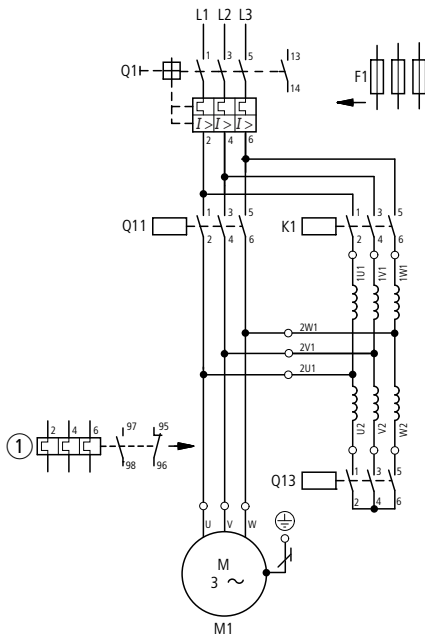 L1 L2 L3
Q1 1 3 5 13
14
F1
I> I> I>
2 4 6
Q11 1 3 5
2 4 6
K1 1 3 5
2 4 6
1U1 1V1 1W1
2W1
2V1
2U1
U2 V2 W2
1 2 4 6 97 95
98 96
Q13 1 3 5
2 4 6
U V W
M
3 ~
M1